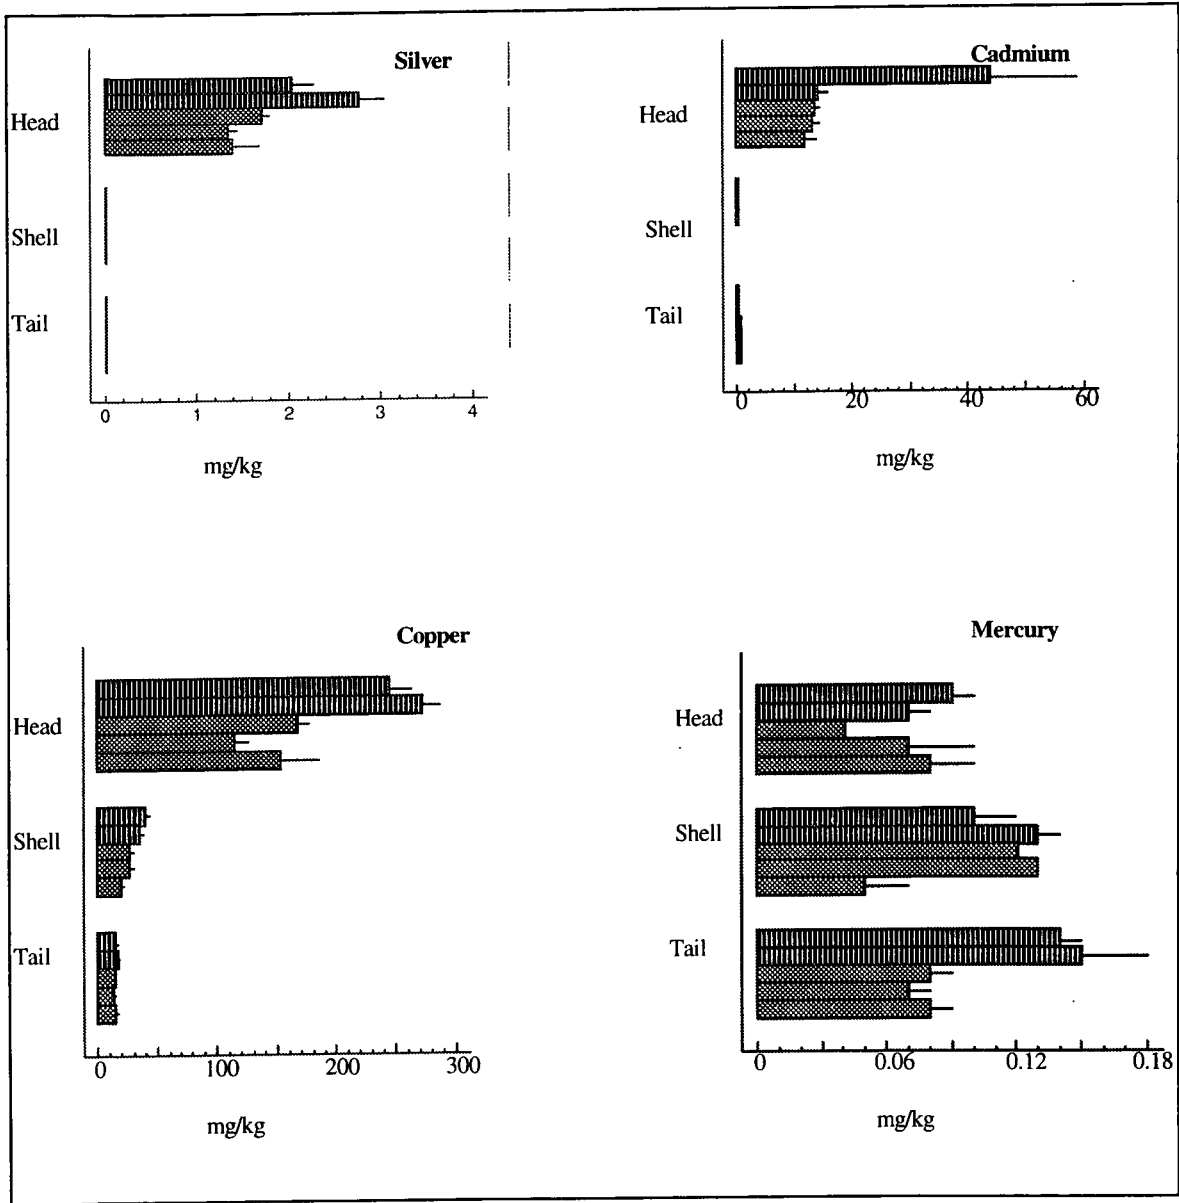 Silver
Head
Shell
Tail
0 1 2 3 4
mg/kg
Cadmium
Head
Shell
Tail
0 20 40 60
mg/kg
Copper
Head
Shell
Tail
0 100 200 300
mg/kg
Mercury
Head
Shell
Tail
0 0.06 0.12 0.18
mg/kg